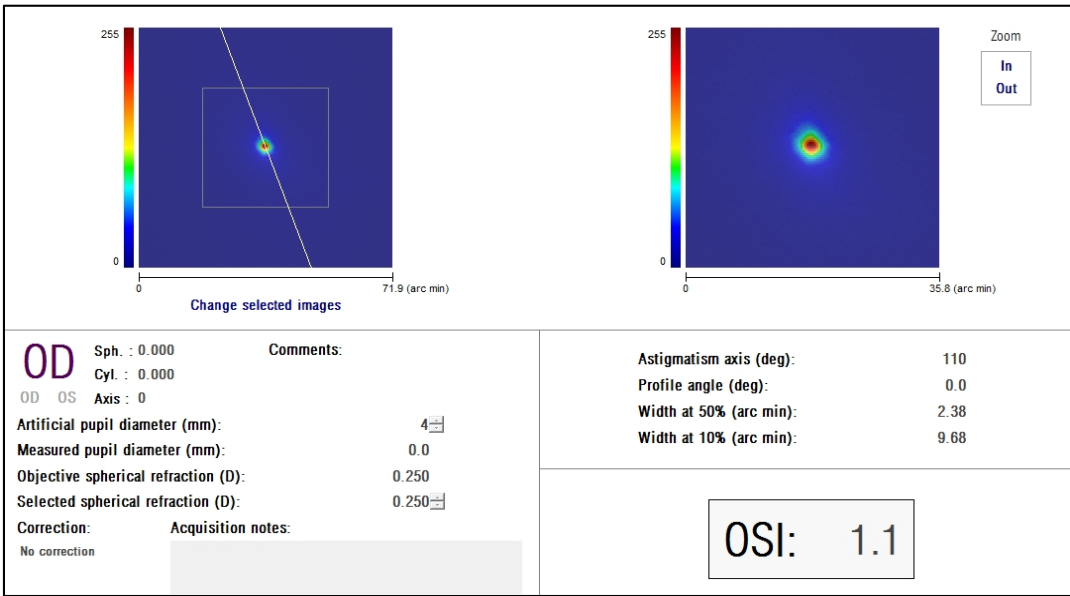 255
0
0 71.9 (arc min)
Change selected images
255
0
0 35.8 (arc min)
Zoom
In
Out
OD
OD OS
Sph. : 0.000
Cyl. : 0.000
Axis : 0
Comments:
Artificial pupil diameter (mm): 4
Measured pupil diameter (mm): 0.0
Objective spherical refraction (D): 0.250
Selected spherical refraction (D): 0.250
Correction: Acquisition notes:
No correction
Astigmatism axis (deg): 110
Profile angle (deg): 0.0
Width at 50% (arc min): 2.38
Width at 10% (arc min): 9.68
OSI: 1.1